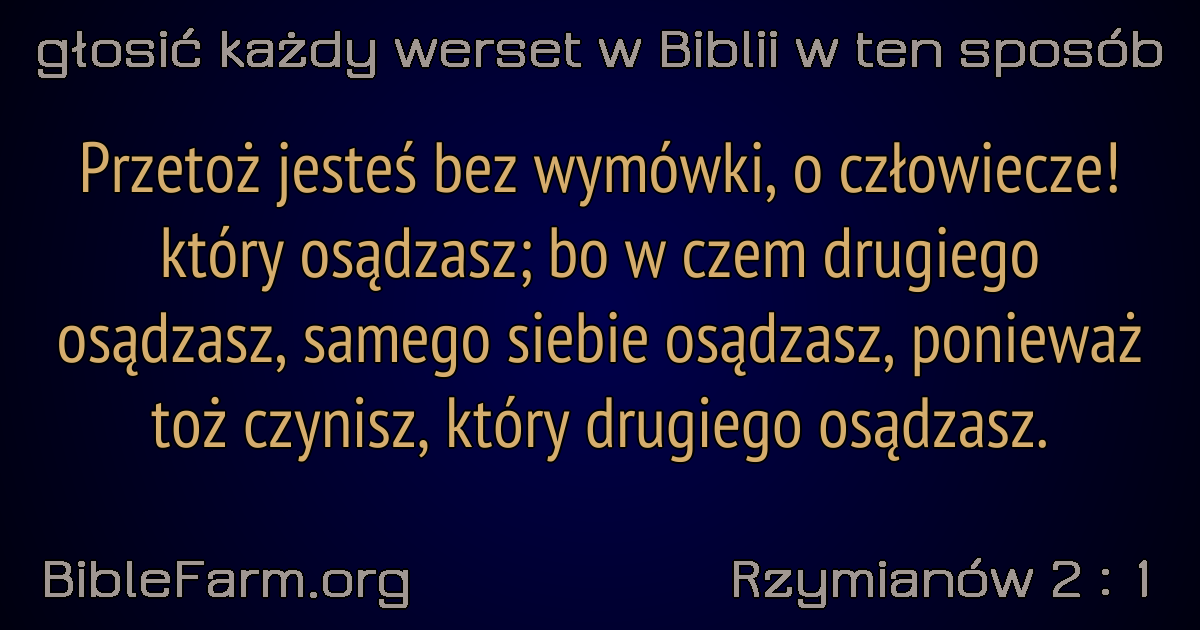 głosić każdy werset w Biblii w ten sposób
Przetoż jesteś bez wymówki, o człowiecze!
który osądzasz; bo w czem drugiego
osądzasz, samego siebie osądzasz, ponieważ
toż czynisz, który drugiego osądzasz.
BibleFarm.org
Rzymianów 2 : 1